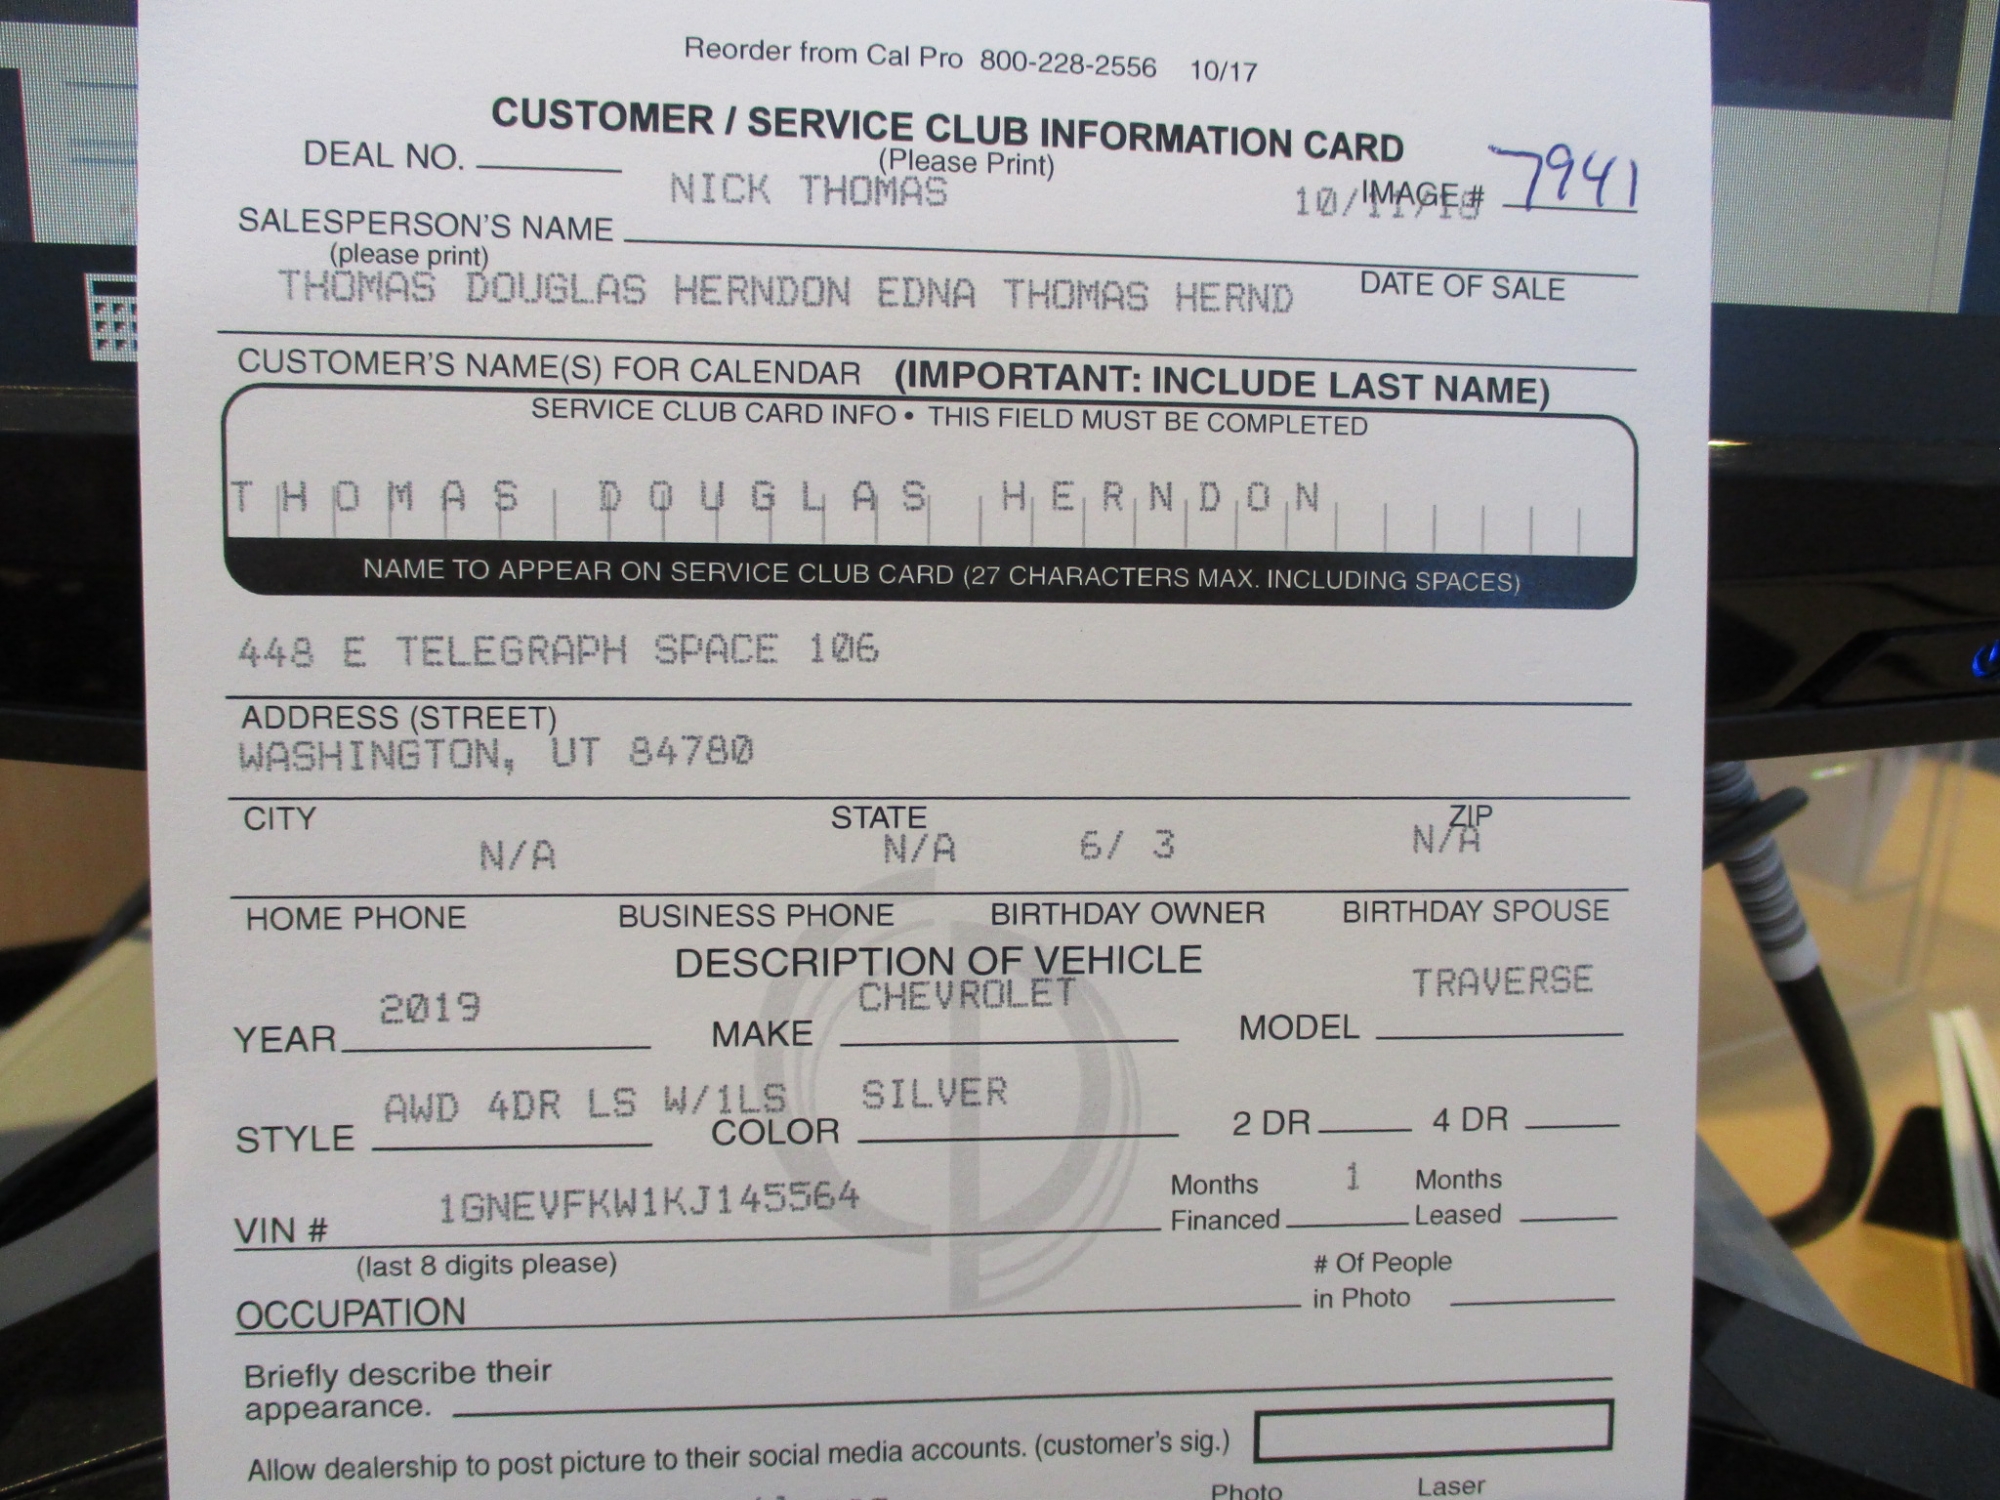 Reorder from Cal Pro 800-228-2556 10/17
CUSTOMER / SERVICE CLUB INFORMATION CARD
(Please Print)
DEAL NO.
IMAGE # 7941
NICK THOMAS
SALESPERSON'S NAME
(please print)
DATE OF SALE
THOMAS DOUGLAS HERNDON EDNA THOMAS HERND
CUSTOMER'S NAME(S) FOR CALENDAR (IMPORTANT: INCLUDE LAST NAME)
SERVICE CLUB CARD INFO • THIS FIELD MUST BE COMPLETED
THOMAS DOUGLAS HERNDON
NAME TO APPEAR ON SERVICE CLUB CARD (27 CHARACTERS MAX. INCLUDING SPACES)
448 E TELEGRAPH SPACE 106
ADDRESS (STREET)
WASHINGTON, UT 84780
CITY STATE ZIP
N/A N/A 6/ 3 N/A
HOME PHONE BUSINESS PHONE BIRTHDAY OWNER BIRTHDAY SPOUSE
DESCRIPTION OF VEHICLE
YEAR 2019 MAKE CHEVROLET MODEL TRAVERSE
STYLE AWD 4DR LS W/1LS COLOR SILVER 2 DR 4 DR
VIN # 1GNEVFKW1KJ145564 Months Financed 1 Months Leased
(last 8 digits please)
# Of People in Photo
OCCUPATION
Briefly describe their
appearance.
Allow dealership to post picture to their social media accounts. (customer's sig.)
Photo Laser